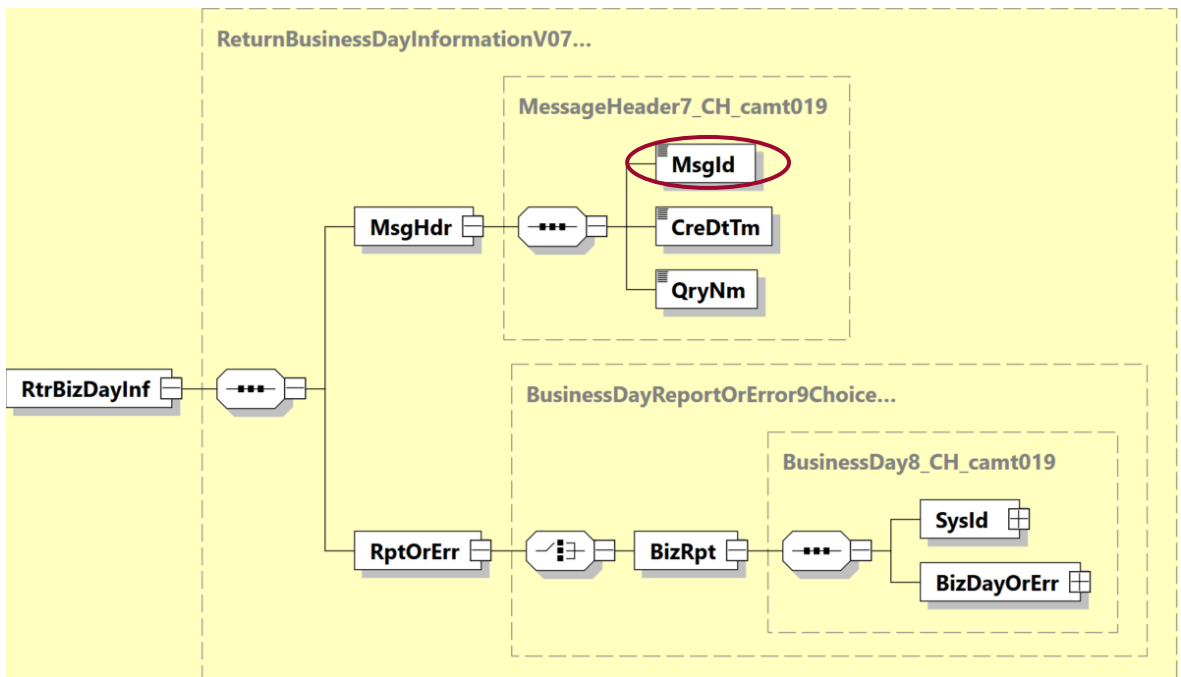 ReturnBusinessDayInformationV07...
MessageHeader7_CH_camt019
MsgId
MsgHdr
CreDtTm
QryNm
RtrBizDayInf
BusinessDayReportOrError9Choice...
BusinessDay8_CH_camt019
SysId
RptOrErr
BizRpt
BizDayOrErr